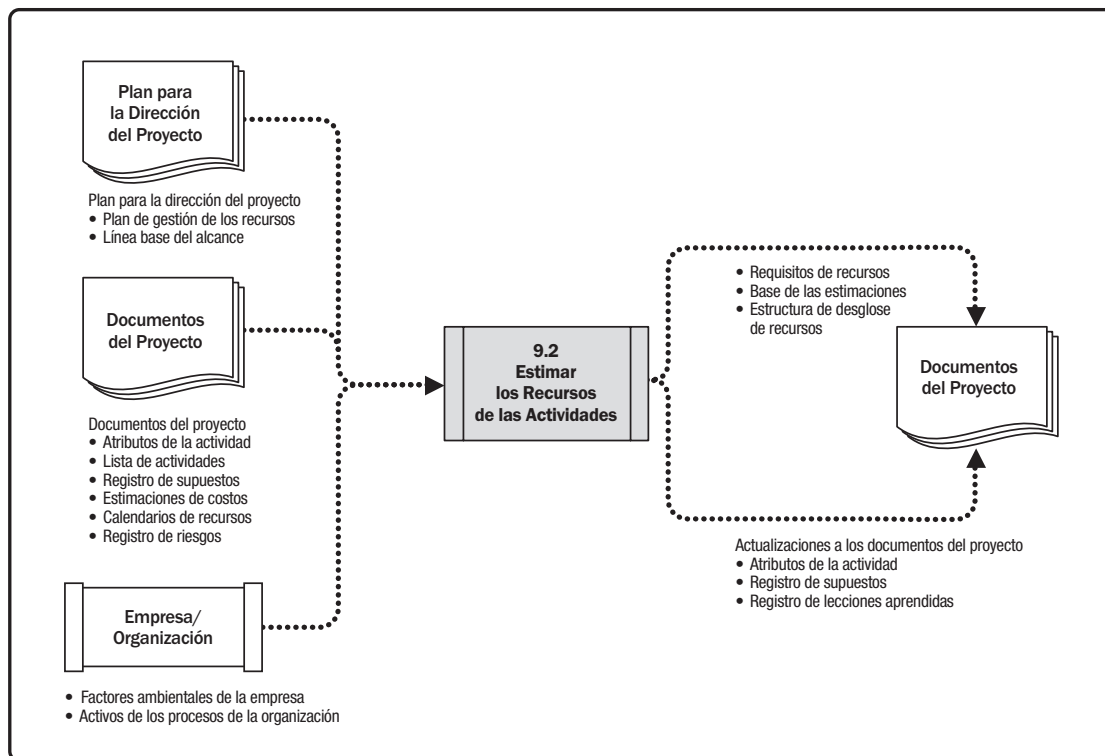 Plan para
la Dirección
del Proyecto
Plan para la dirección del proyecto
• Plan de gestión de los recursos
• Línea base del alcance
Documentos
del Proyecto
Documentos del proyecto
• Atributos de la actividad
• Lista de actividades
• Registro de supuestos
• Estimaciones de costos
• Calendarios de recursos
• Registro de riesgos
Empresa/
Organización
• Factores ambientales de la empresa
• Activos de los procesos de la organización
9.2
Estimar
los Recursos
de las Actividades
• Requisitos de recursos
• Base de las estimaciones
• Estructura de desglose
de recursos
Documentos
del Proyecto
Actualizaciones a los documentos del proyecto
• Atributos de la actividad
• Registro de supuestos
• Registro de lecciones aprendidas